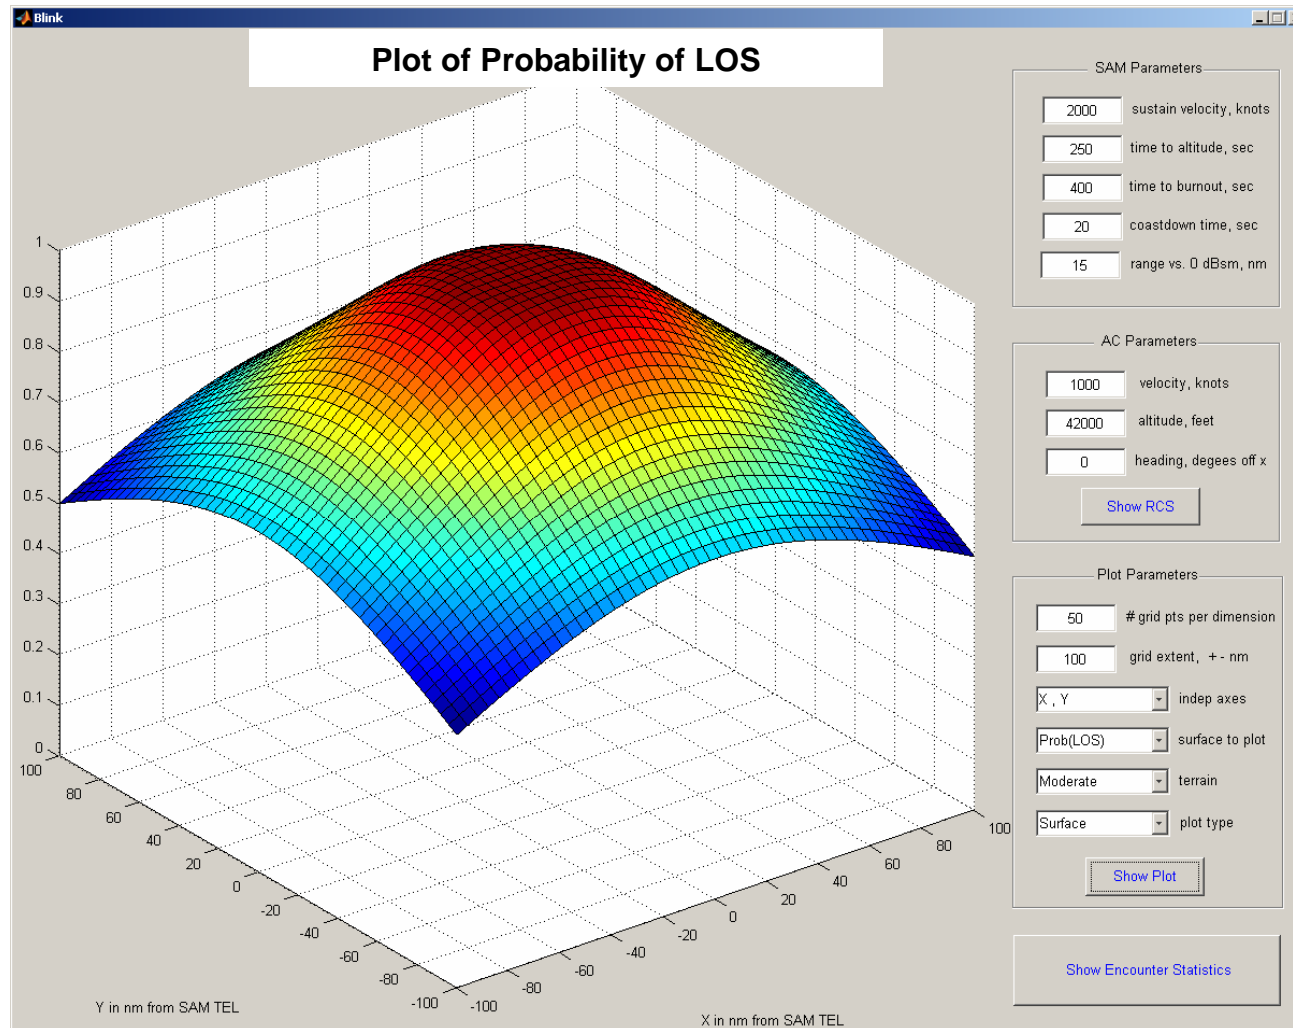 Blink
Plot of Probability of LOS
1
0.9
0.8
0.7
0.6
0.5
0.4
0.3
0.2
0.1
0
100
80
60
40
20
0
-20
-40
-60
-80
-100
-100
-80
-60
-40
-20
0
20
40
60
80
100
Y in nm from SAM TEL
X in nm from SAM TEL
SAM Parameters
2000 sustain velocity, knots
250 time to altitude, sec
400 time to burnout, sec
20 coastdown time, sec
15 range vs. 0 dBsm, nm
AC Parameters
1000 velocity, knots
42000 altitude, feet
0 heading, degees off x
Show RCS
Plot Parameters
50 # grid pts per dimension
100 grid extent, + - nm
X , Y indep axes
Prob(LOS) surface to plot
Moderate terrain
Surface plot type
Show Plot
Show Encounter Statistics